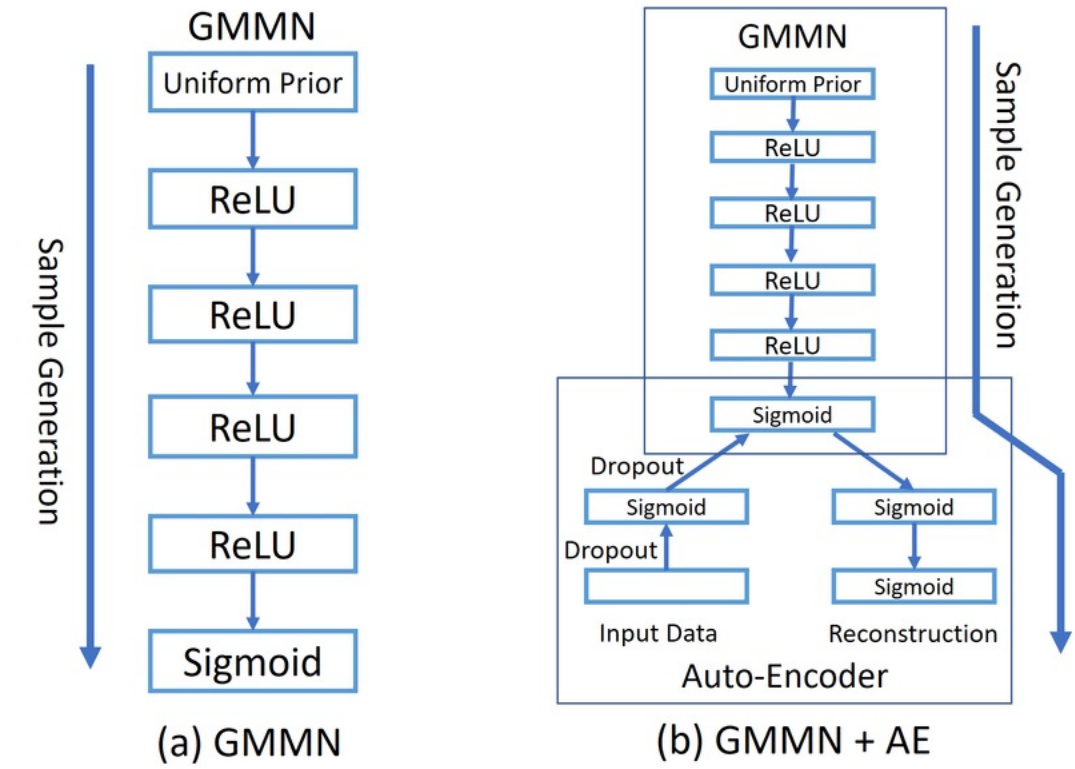 GMMN
Uniform Prior
ReLU
ReLU
ReLU
ReLU
Sigmoid
Sample Generation
(a) GMMN
GMMN
Uniform Prior
ReLU
ReLU
ReLU
ReLU
Sigmoid
Dropout
Sigmoid
Dropout
Input Data
Sigmoid
Sigmoid
Reconstruction
Auto-Encoder
Sample Generation
(b) GMMN + AE